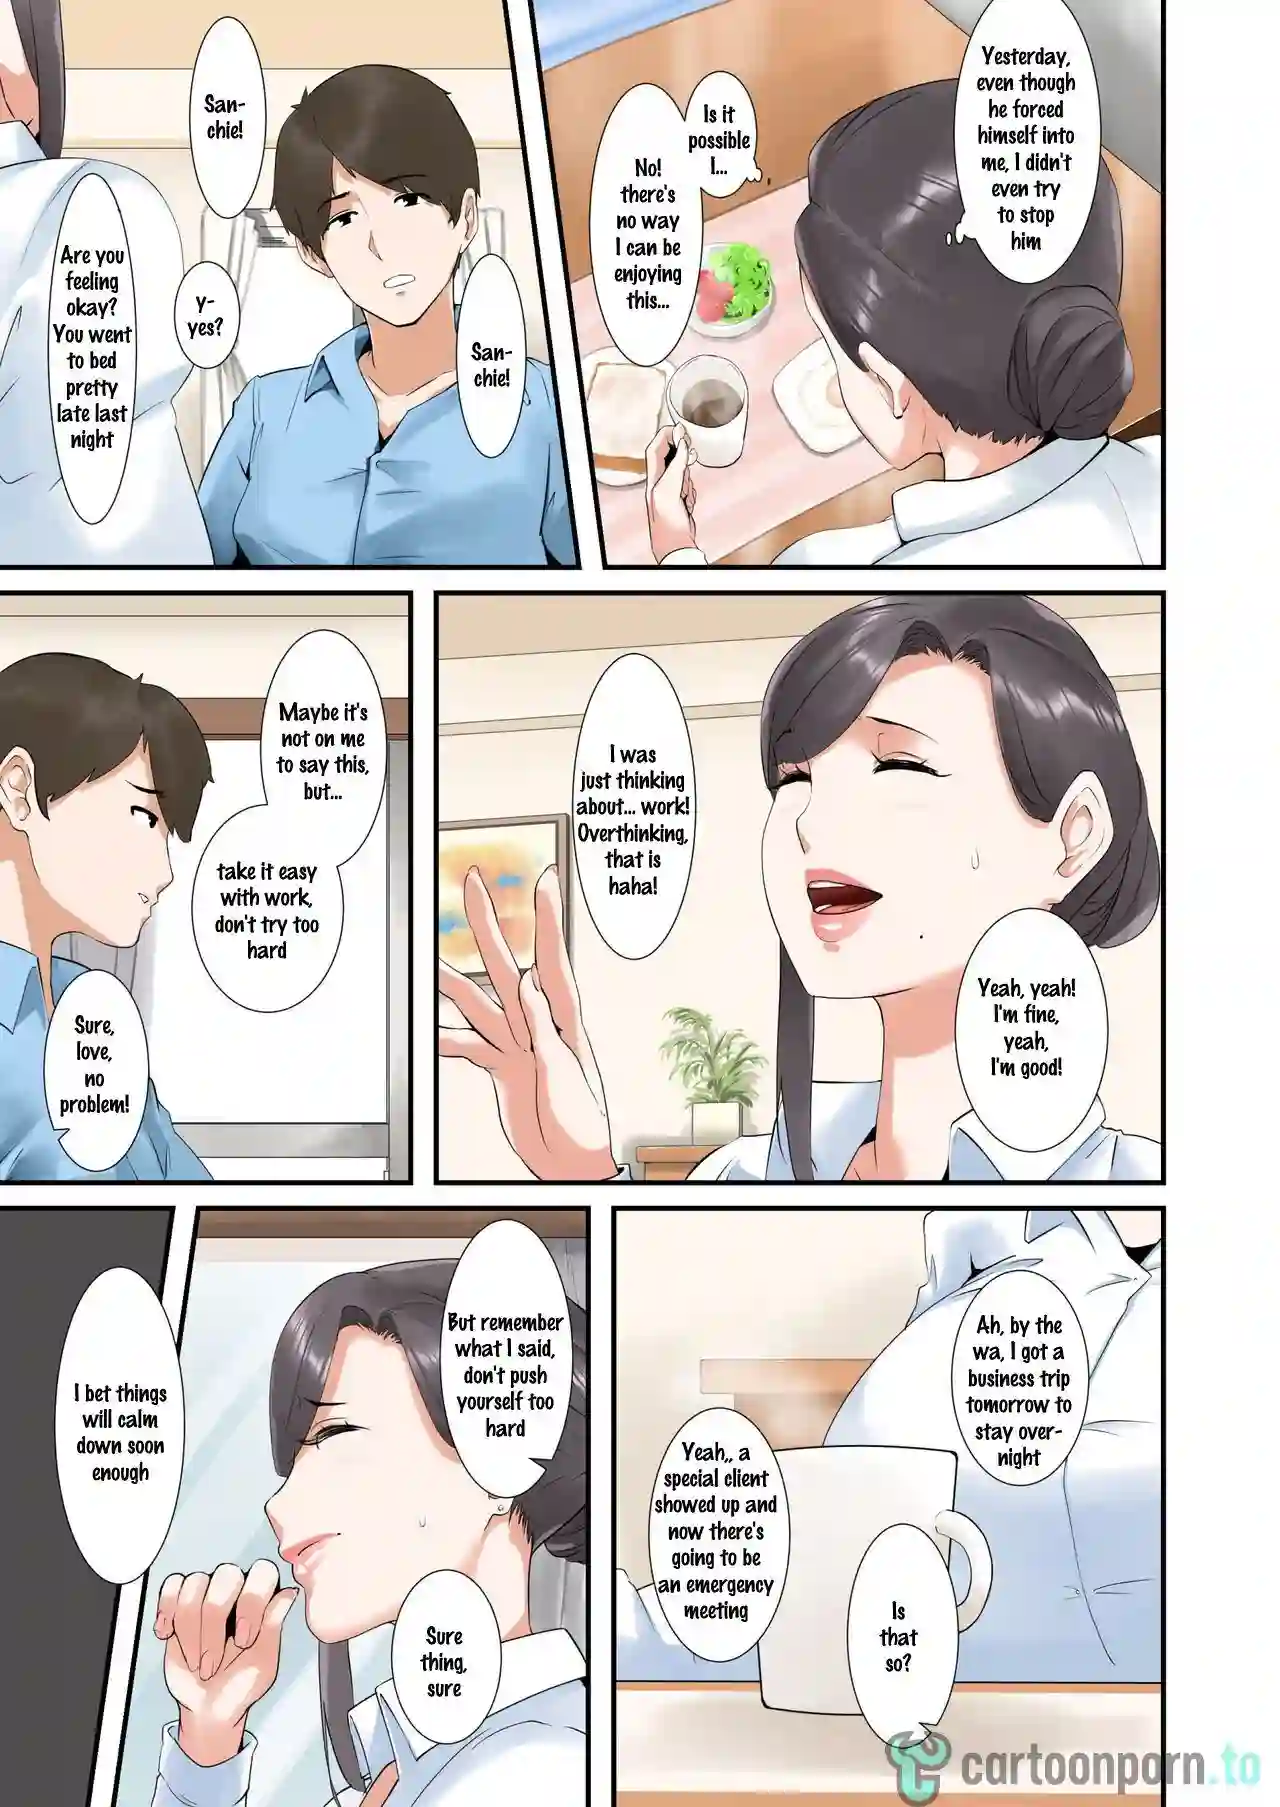 Yesterday,
even though
he forced
himself into
me, I didn't
even try
to stop
him
Is it
possible
I...
No!
there's
no way
I can be
enjoying
this...
San-
chie!
San-
chie!
y-
yes?
Are you
feeling
okay?
You went
to bed
pretty
late last
night
Yeah, yeah!
I'm fine,
yeah,
I'm good!
I was
just thinking
about... work!
Overthinking,
that is
haha!
Maybe it's
not on me
to say this,
but...
take it easy
with work,
don't try too
hard
Sure,
love,
no
problem!
Ah, by the
wa, I got a
business trip
tomorrow to
stay over-
night
Is
that
so?
Yeah,, a
special client
showed up and
now there's
going to be
an emergency
meeting
But remember
what I said,
don't push
yourself too
hard
Sure
thing,
sure
I bet things
will calm
down soon
enough
cartoonporn.to